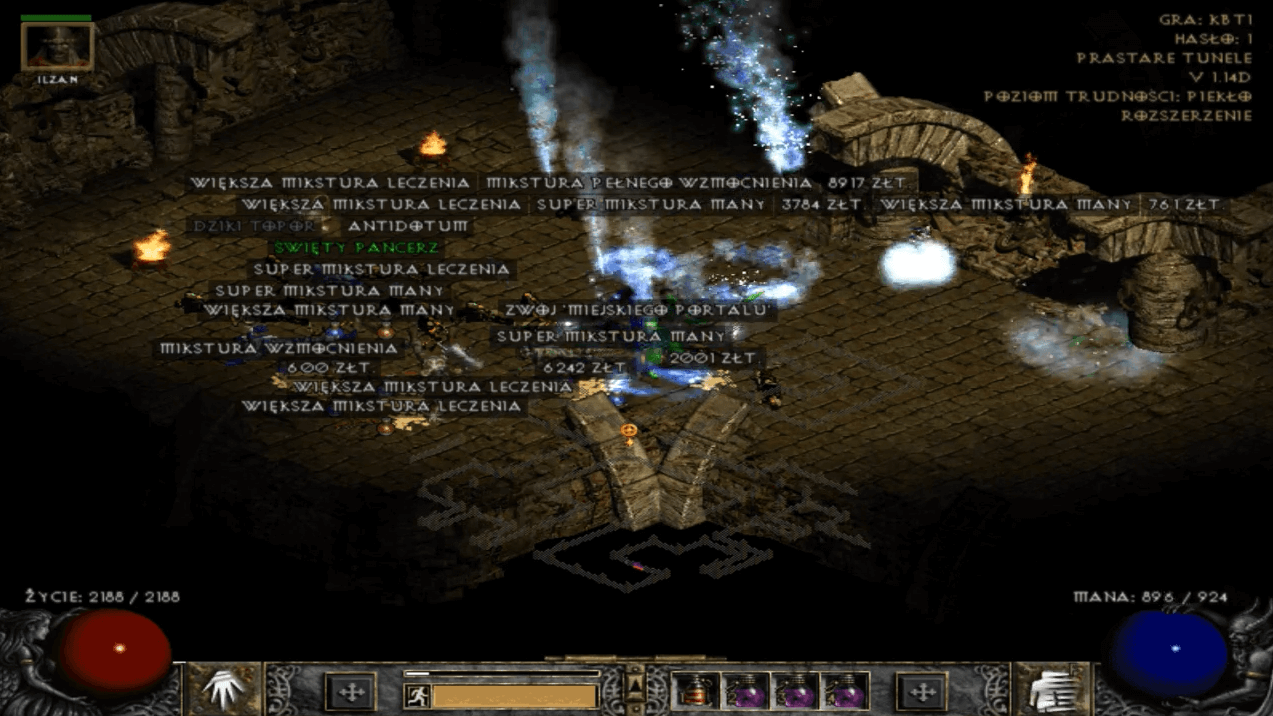 GRA: KBT1
HASŁO: 1
PRASTARE TUNELE
V 1.14D
POZIOM TRUDNOŚCI: PIEKŁO
ROZSZERZENIE
ILZAN
WIĘKSZA MIKSTURA LECZENIA MIKSTURA PEŁNEGO WZMOCNIENIA 8917 ZŁT.
WIĘKSZA MIKSTURA LECZENIA SUPER MIKSTURA MANY 3784 ZŁT. WIĘKSZA MIKSTURA MANY 761 ZŁT.
DZIKI TOPÓR ANTIDOTUM
ŚWIĘTY PANCERZ
SUPER MIKSTURA LECZENIA
SUPER MIKSTURA MANY
WIĘKSZA MIKSTURA MANY ZWÓJ 'MIEJSKIEGO PORTALU'
SUPER MIKSTURA MANY
MIKSTURA WZMOCNIENIA 2001 ZŁT.
600 ZŁT. 6242 ZŁT.
WIĘKSZA MIKSTURA LECZENIA
WIĘKSZA MIKSTURA LECZENIA
ŻYCIE: 2188 / 2188 MANA: 896 / 924